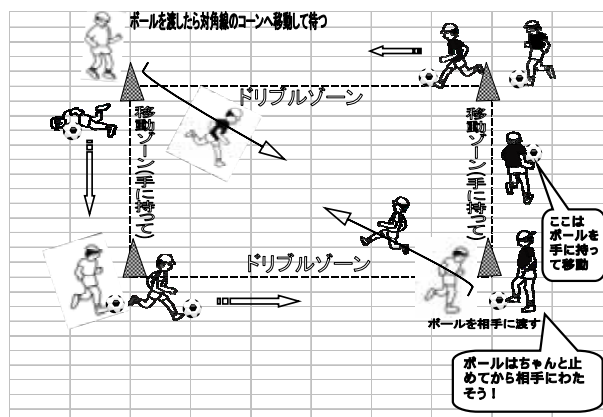 ボールを渡したら対角線のコーンへ移動して待つ
ドリブルゾーン
移動ゾーン(手に持って)
移動ゾーン(手に持って)
ここは
ボールを
手に持っ
て移動
ドリブルゾーン
ボールを相手に渡す
ボールはちゃんと止
めてから相手にわた
そう！